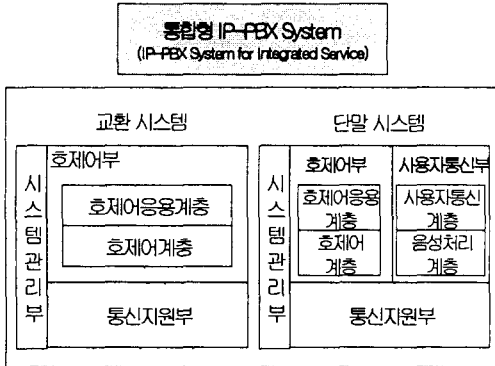 통합형 IP-PBX System
(IP-PBX System for Integrated Service)
교환 시스템
시스템관리부
호제어부
호제어응용계층
호제어계층
통신지원부
단말 시스템
시스템관리부
호제어부
호제어응용
계층
호제어
계층
사용자통신부
사용자통신
계층
음성처리
계층
통신지원부